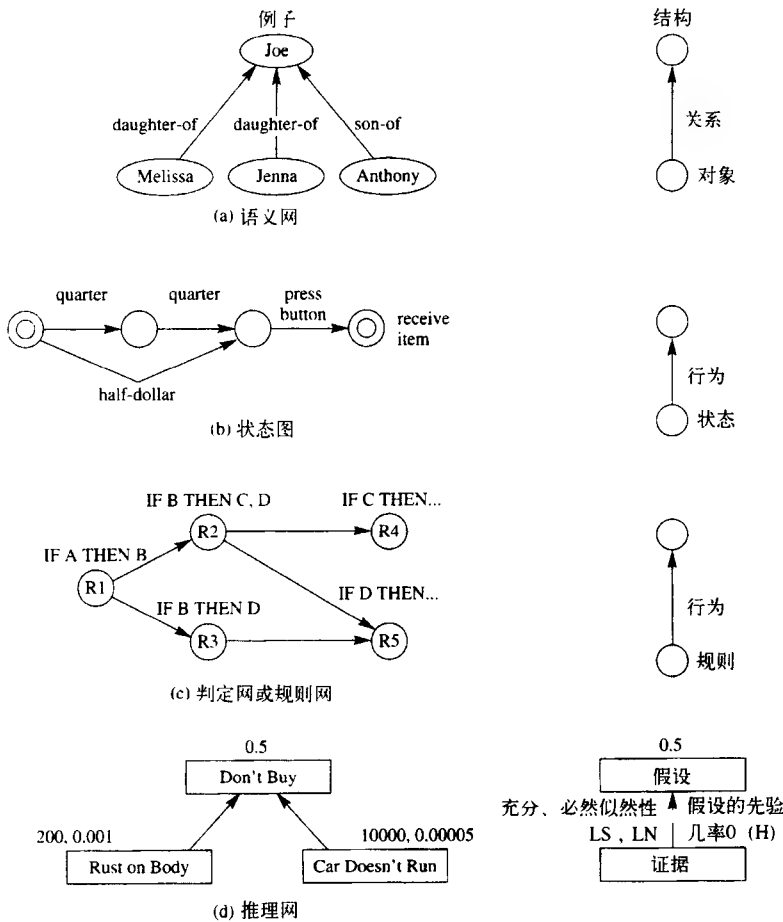 例子
结构
Joe
daughter-of
daughter-of
son-of
关系
Melissa
Jenna
Anthony
对象
(a) 语义网
quarter
quarter
press
button
receive
item
half-dollar
行为
状态
(b) 状态图
IF B THEN C, D
IF C THEN...
R2
R4
IF A THEN B
R1
IF B THEN D
IF D THEN...
R3
R5
行为
规则
(c) 判定网或规则网
0.5
Don't Buy
200, 0.001
10000, 0.00005
Rust on Body
Car Doesn't Run
0.5
假设
充分、必然似然性
假设的先验
LS , LN
几率0 (H)
证据
(d) 推理网